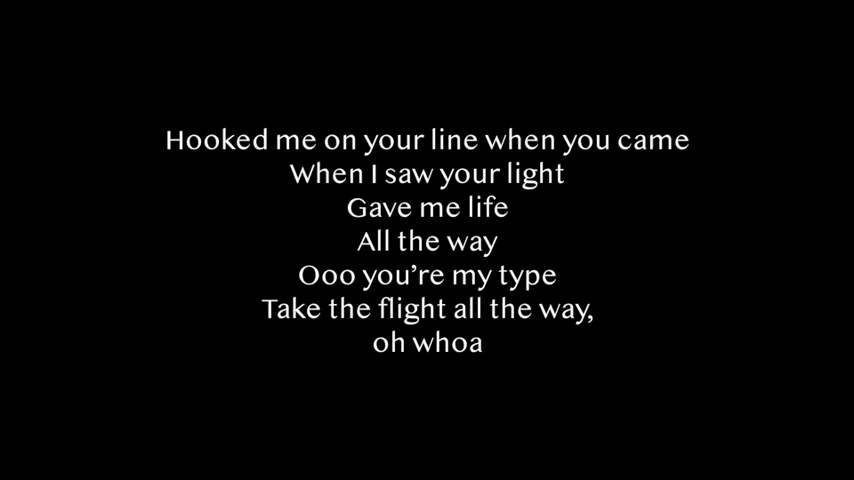 Hooked me on your line when you came
When I saw your light
Gave me life
All the way
Ooo you’re my type
Take the flight all the way,
oh whoa